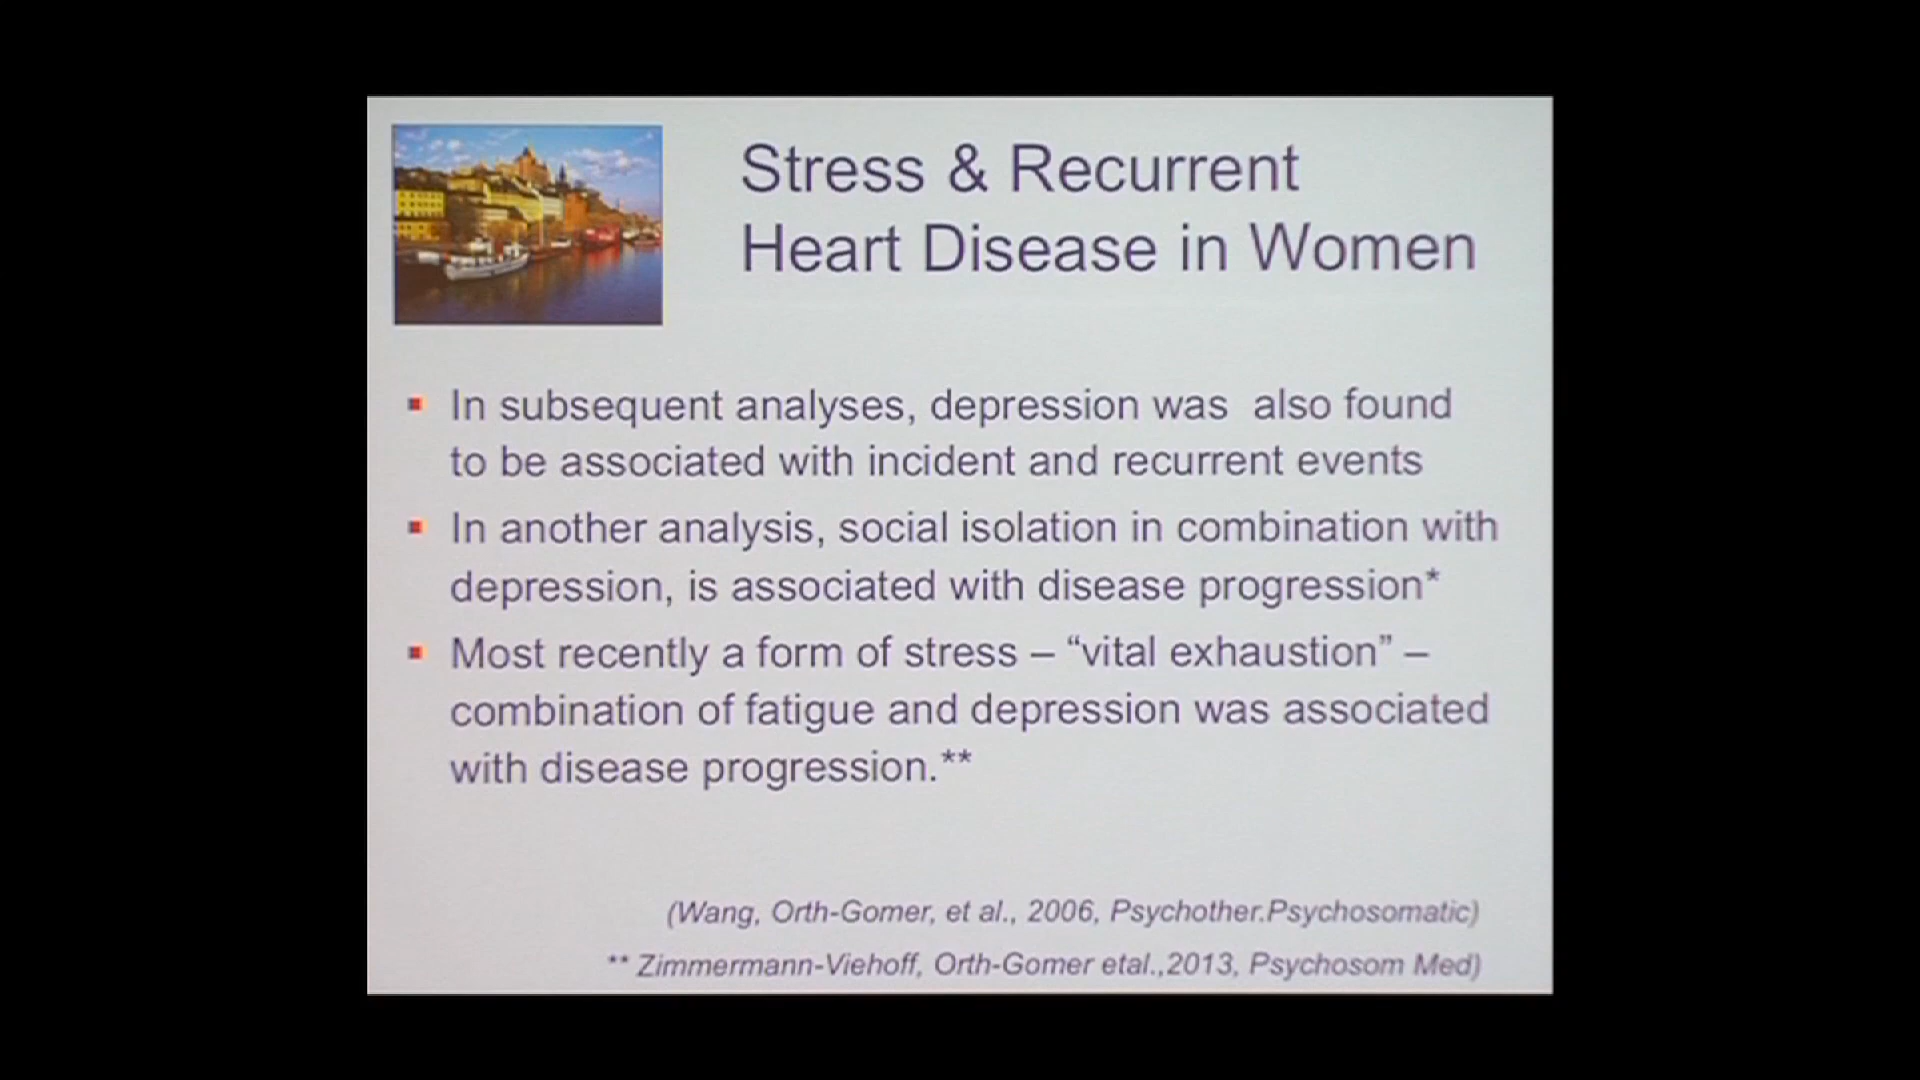 Stress & Recurrent
Heart Disease in Women
▪ In subsequent analyses, depression was also found
to be associated with incident and recurrent events
▪ In another analysis, social isolation in combination with
depression, is associated with disease progression*
▪ Most recently a form of stress – “vital exhaustion” –
combination of fatigue and depression was associated
with disease progression.**
(Wang, Orth-Gomer, et al., 2006, Psychother.Psychosomatic)
** Zimmermann-Viehoff, Orth-Gomer etal.,2013, Psychosom Med)